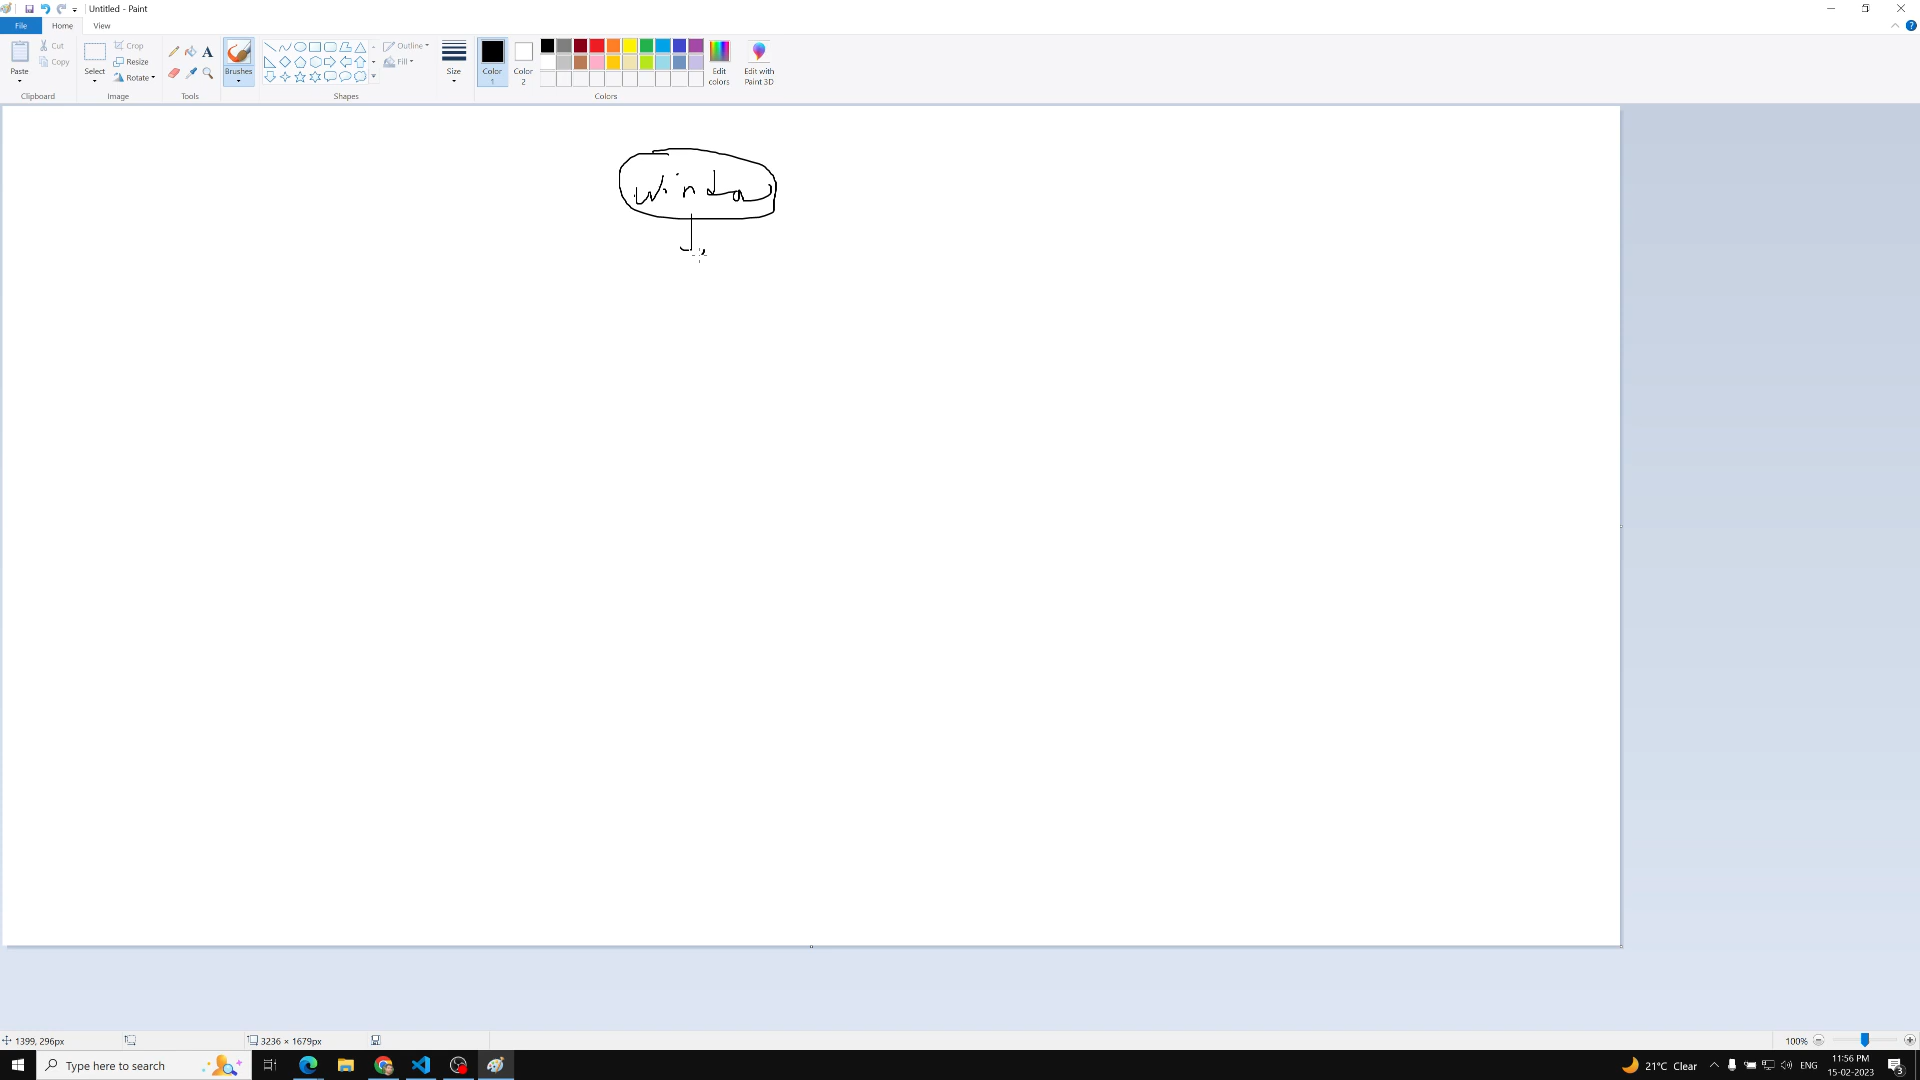 Untitled - Paint
File Home View
Paste
Cut
Copy
Clipboard
Select
Crop
Resize
Rotate
Image
A
Tools
Brushes
Outline
Fill
Shapes
Size
Color 1
Color 2
Edit colors
Edit with Paint 3D
Colors
Window
1399, 296px
3236 × 1679px
100%
Type here to search
21°C Clear
ENG
11:56 PM
15-02-2023
3